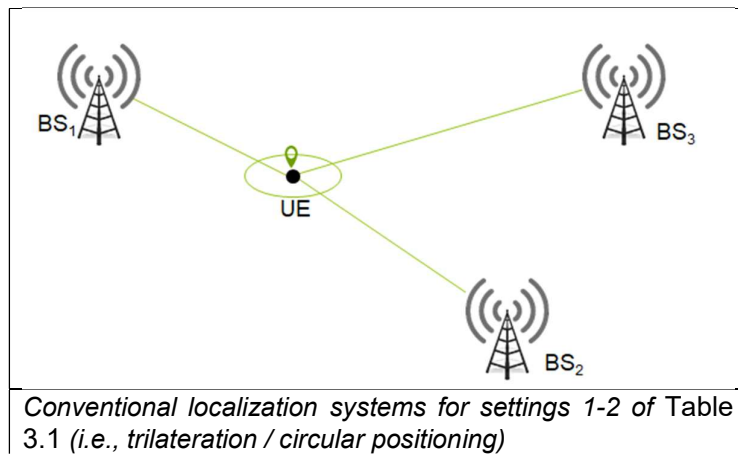 BS₁
BS₃
UE
BS₂
Conventional localization systems for settings 1-2 of Table
3.1 (i.e., trilateration / circular positioning)